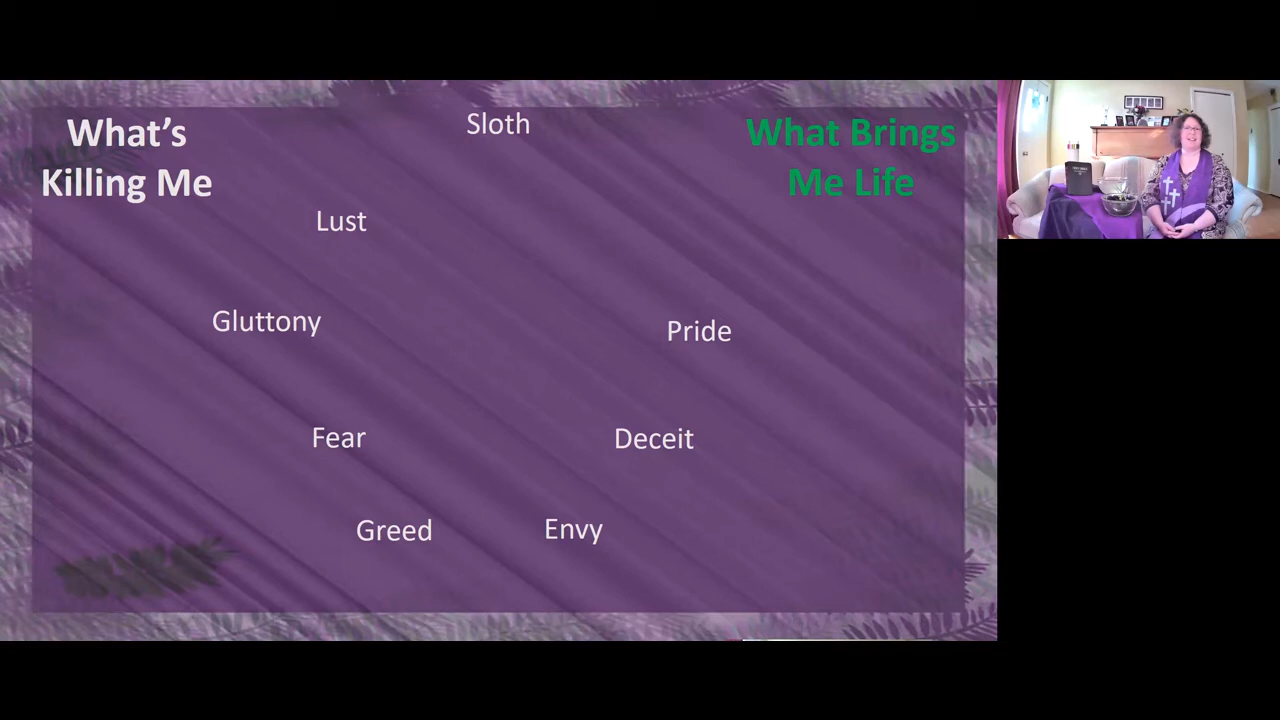 What's
Killing Me
Sloth
What Brings
Me Life
Lust
Gluttony
Pride
Fear
Deceit
Greed
Envy